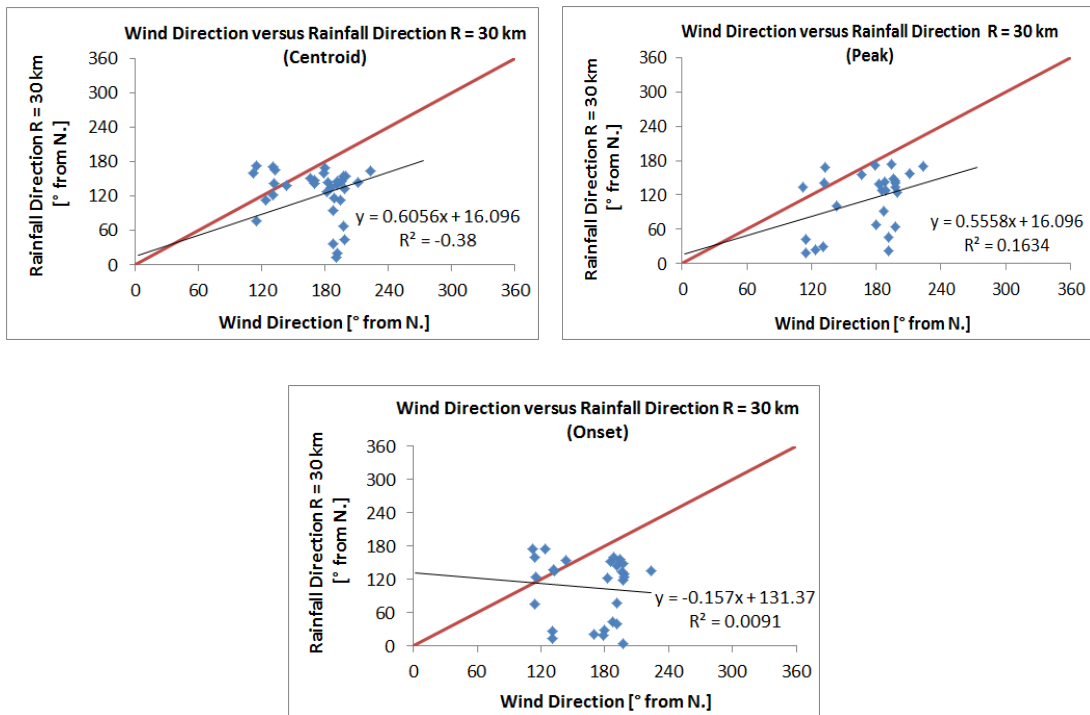 Wind Direction versus Rainfall Direction R = 30 km
(Centroid)
Rainfall Direction R = 30 km
[° from N.]
360
300
240
180
120
60
0
y = 0.6056x + 16.096
R² = -0.38
0 60 120 180 240 300 360
Wind Direction [° from N.]
Wind Direction versus Rainfall Direction R = 30 km
(Peak)
Rainfall Direction R = 30 km
[° from N.]
360
300
240
180
120
60
0
y = 0.5558x + 16.096
R² = 0.1634
0 60 120 180 240 300 360
Wind Direction [° from N.]
Wind Direction versus Rainfall Direction R = 30 km
(Onset)
Rainfall Direction R = 30 km
[° from N.]
360
300
240
180
120
60
0
y = -0.157x + 131.37
R² = 0.0091
0 60 120 180 240 300 360
Wind Direction [° from N.]